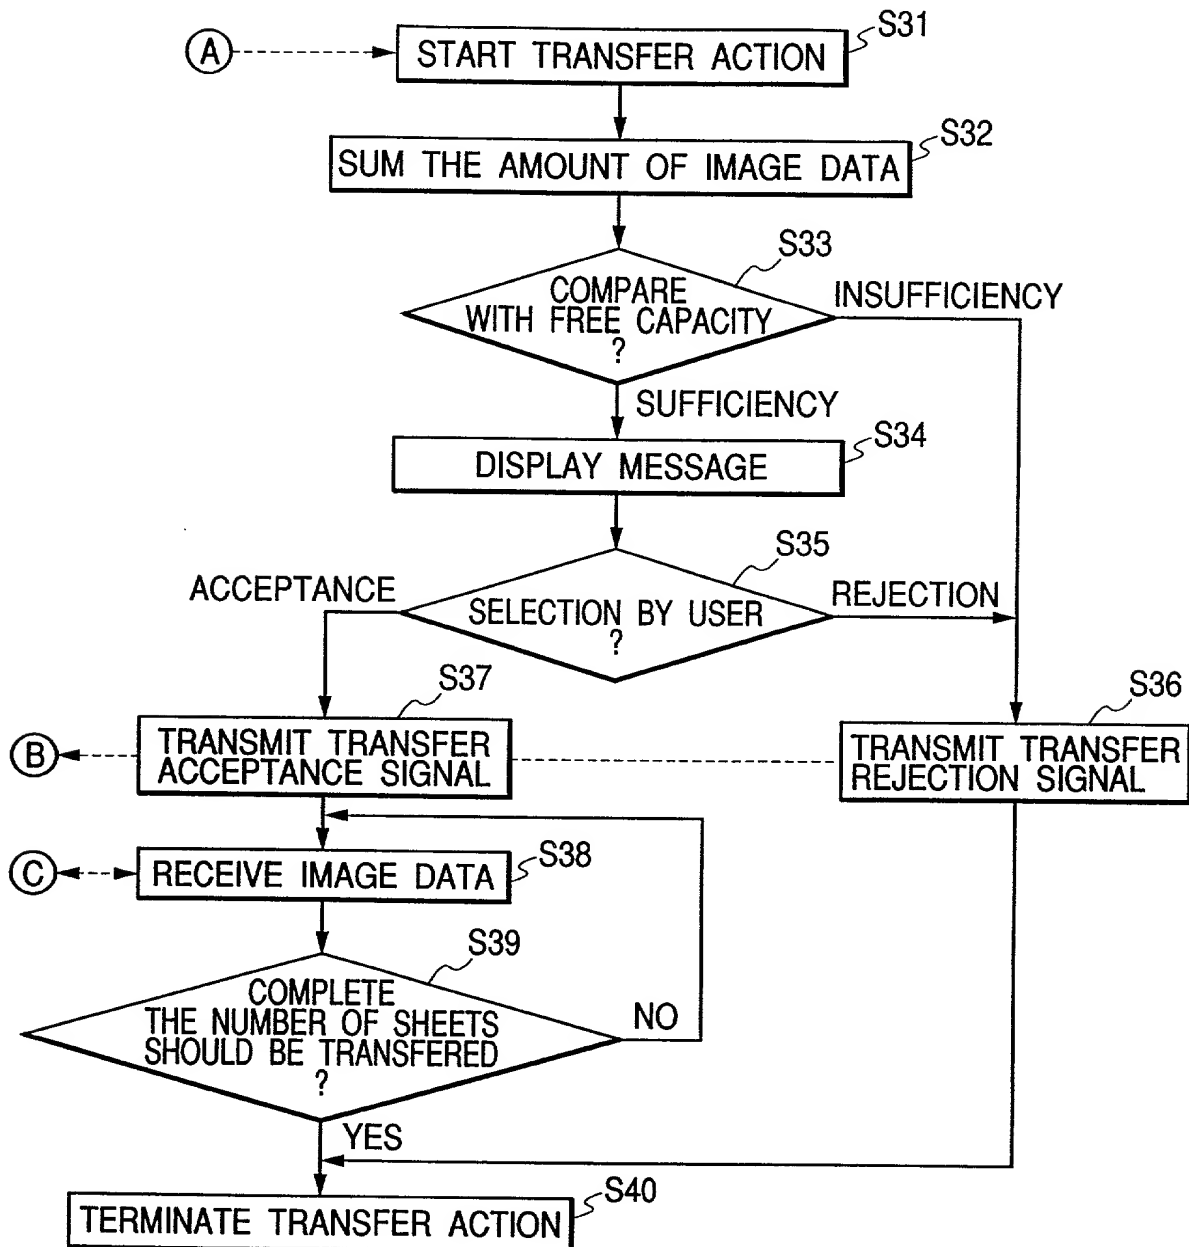 S31
A
START TRANSFER ACTION
S32
SUM THE AMOUNT OF IMAGE DATA
S33
COMPARE
WITH FREE CAPACITY
?
INSUFFICIENCY
SUFFICIENCY
S34
DISPLAY MESSAGE
S35
ACCEPTANCE
SELECTION BY USER
?
REJECTION
S37
S36
B
TRANSMIT TRANSFER
ACCEPTANCE SIGNAL
TRANSMIT TRANSFER
REJECTION SIGNAL
S38
C
RECEIVE IMAGE DATA
S39
COMPLETE
THE NUMBER OF SHEETS
SHOULD BE TRANSFERED
?
NO
YES
S40
TERMINATE TRANSFER ACTION